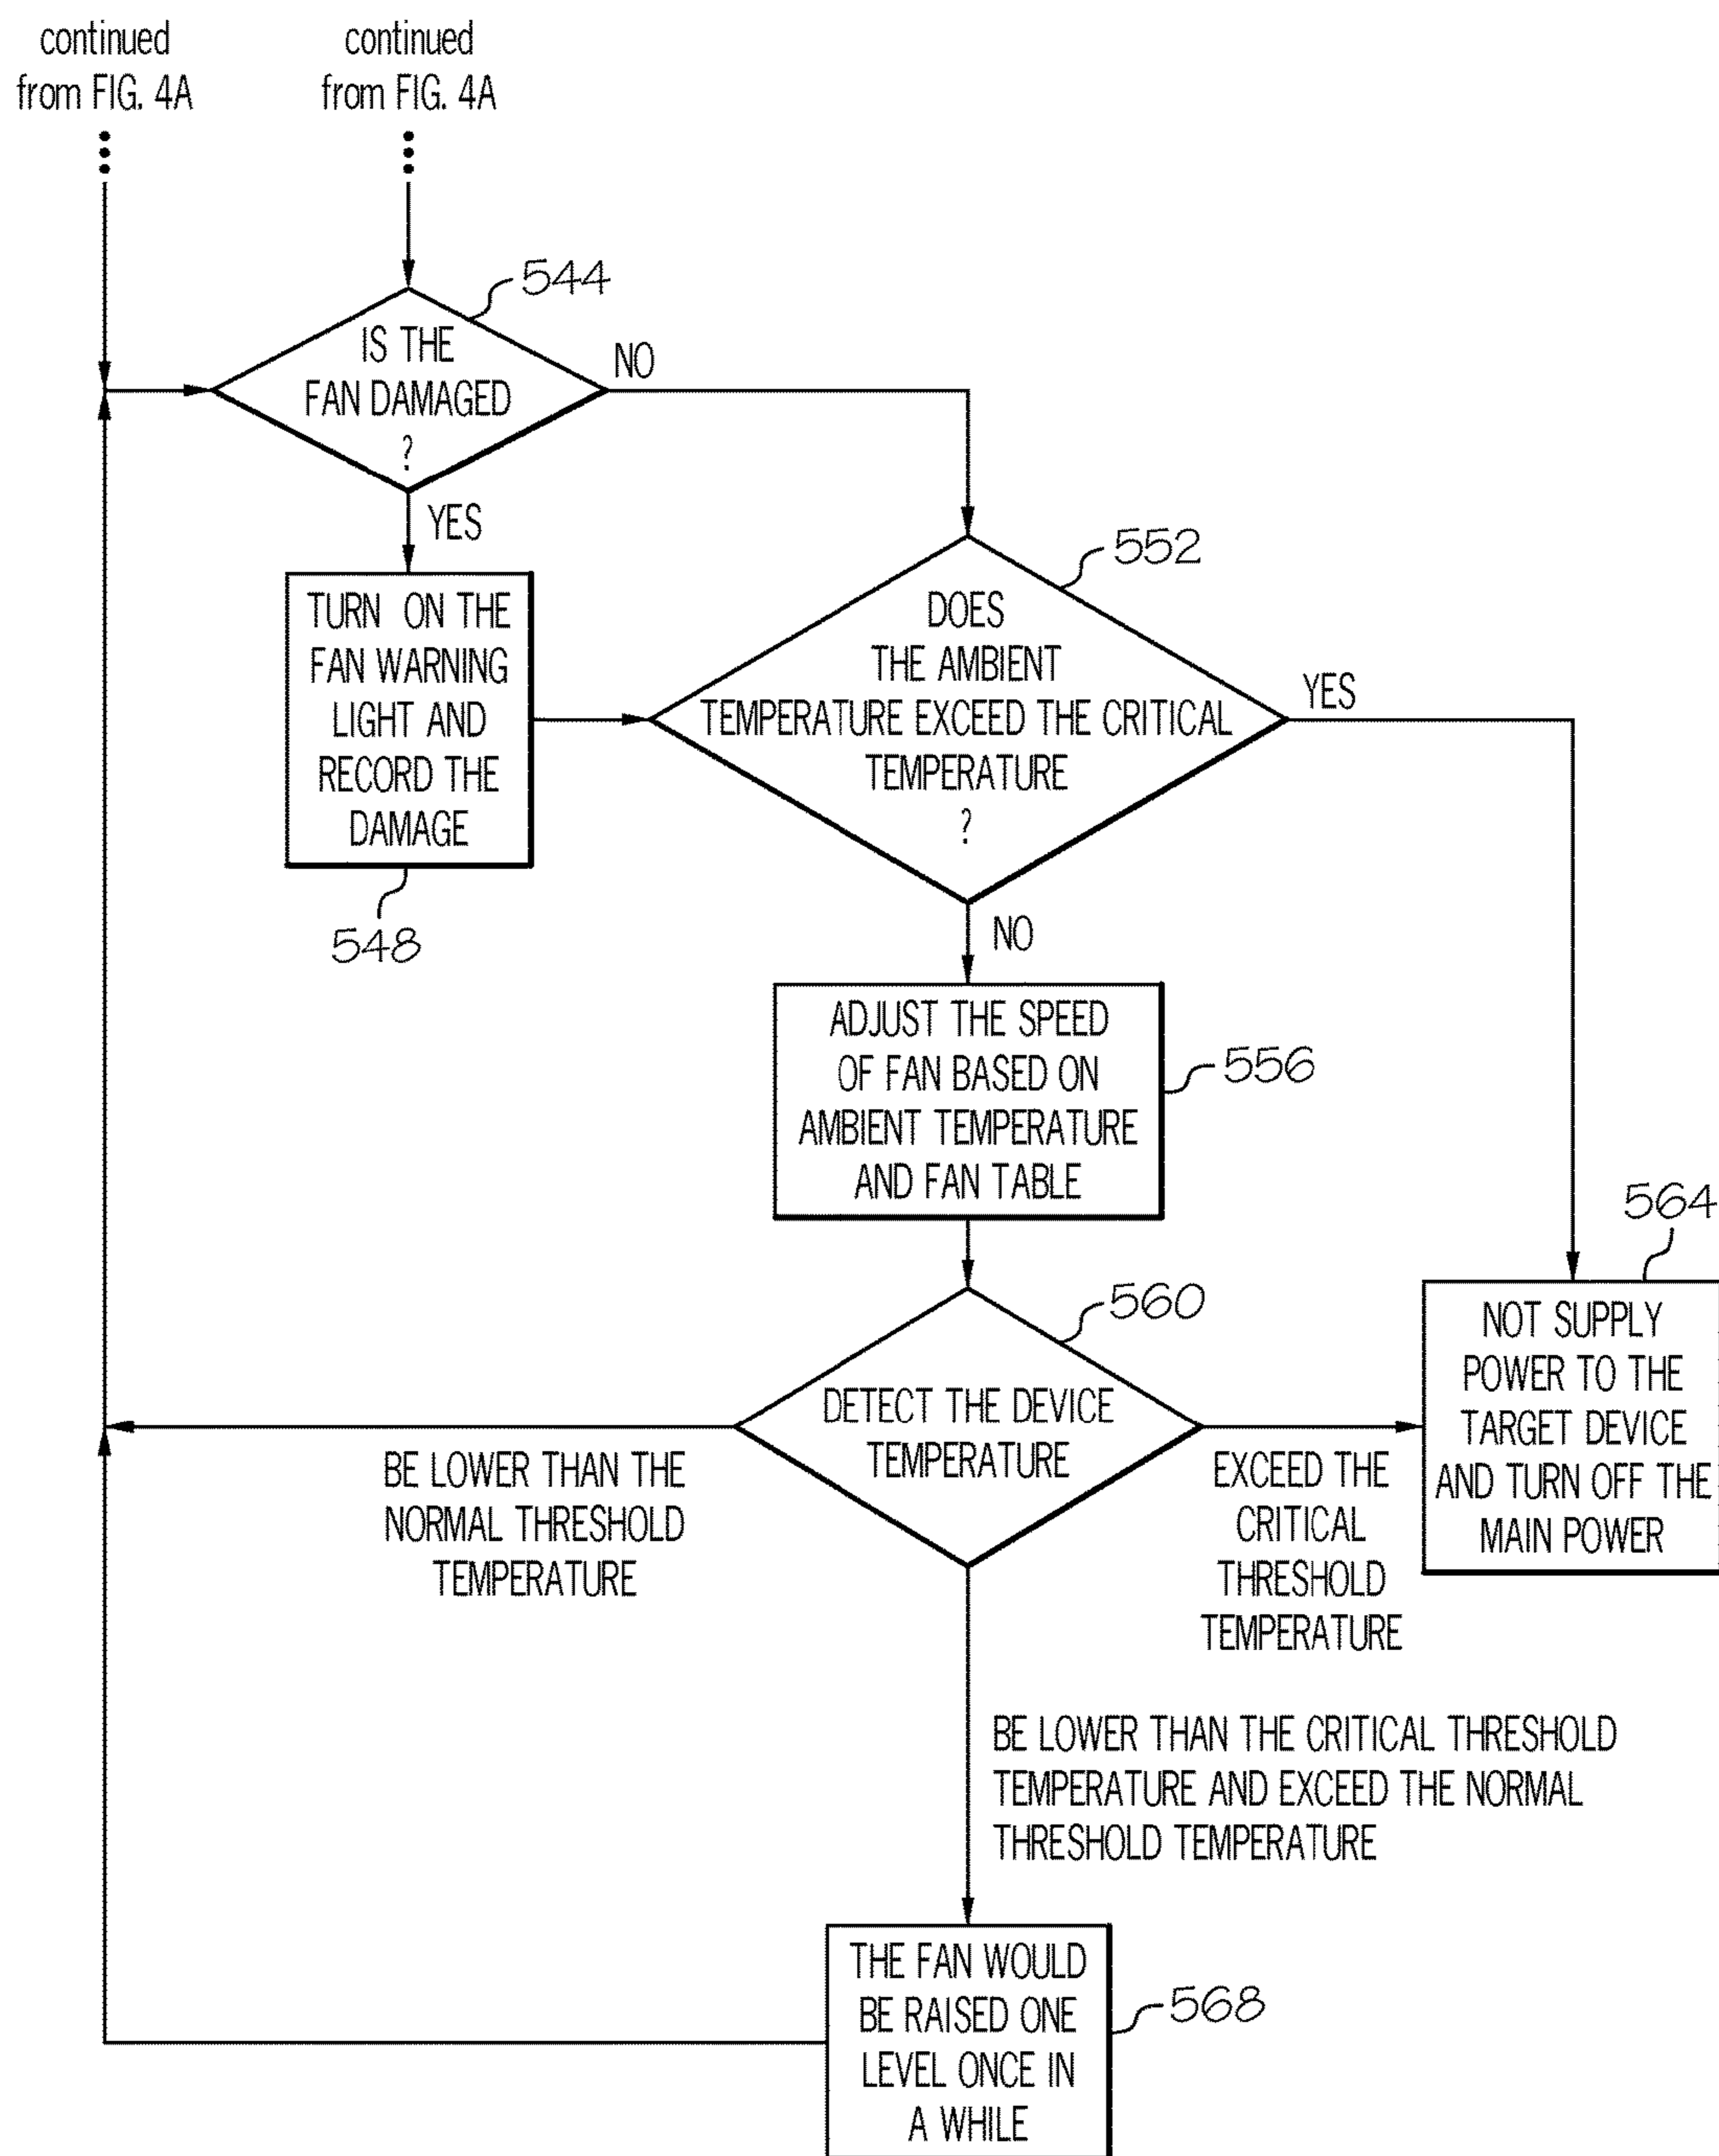 continued
from FIG. 4A
continued
from FIG. 4A
544
IS THE
FAN DAMAGED
?
NO
YES
552
TURN ON THE
FAN WARNING
LIGHT AND
RECORD THE
DAMAGE
548
DOES
THE AMBIENT
TEMPERATURE EXCEED THE CRITICAL
TEMPERATURE
?
YES
NO
ADJUST THE SPEED
OF FAN BASED ON
AMBIENT TEMPERATURE
AND FAN TABLE
556
564
560
DETECT THE DEVICE
TEMPERATURE
NOT SUPPLY
POWER TO THE
TARGET DEVICE
AND TURN OFF THE
MAIN POWER
BE LOWER THAN THE
NORMAL THRESHOLD
TEMPERATURE
EXCEED THE
CRITICAL
THRESHOLD
TEMPERATURE
BE LOWER THAN THE CRITICAL THRESHOLD
TEMPERATURE AND EXCEED THE NORMAL
THRESHOLD TEMPERATURE
THE FAN WOULD
BE RAISED ONE
LEVEL ONCE IN
A WHILE
568